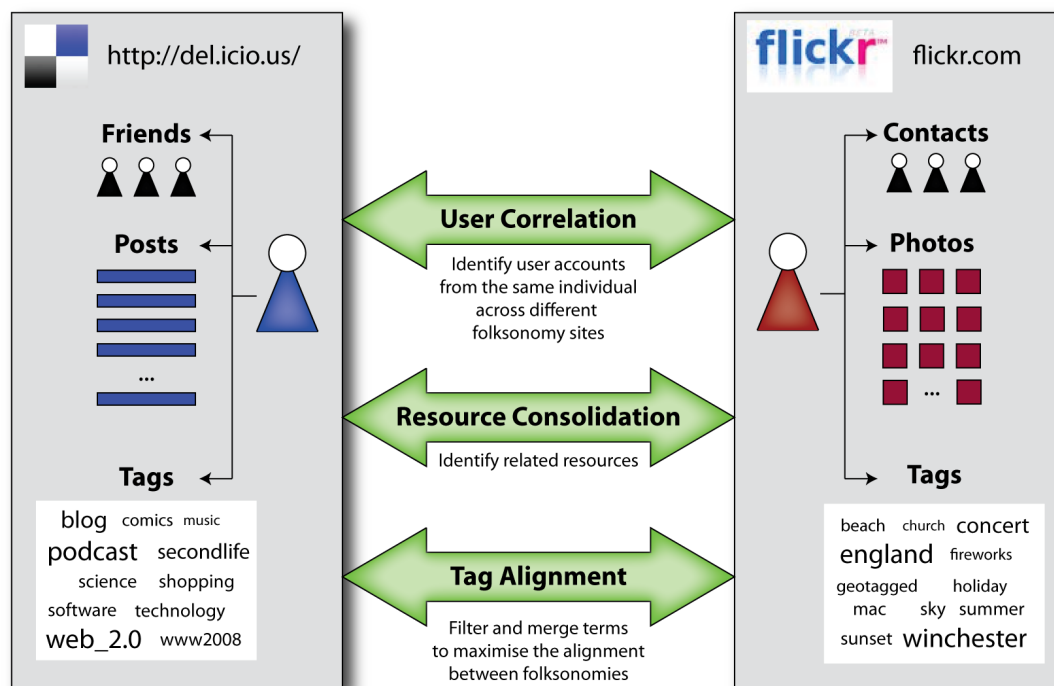 http://del.icio.us/
Friends
Posts
...
Tags
blog comics music
podcast secondlife
science shopping
software technology
web_2.0 www2008
User Correlation
Identify user accounts
from the same individual
across different
folksonomy sites
Resource Consolidation
Identify related resources
Tag Alignment
Filter and merge terms
to maximise the alignment
between folksonomies
flickr™ BETA flickr.com
Contacts
Photos
...
Tags
beach church concert
england fireworks
geotagged holiday
mac sky summer
sunset winchester